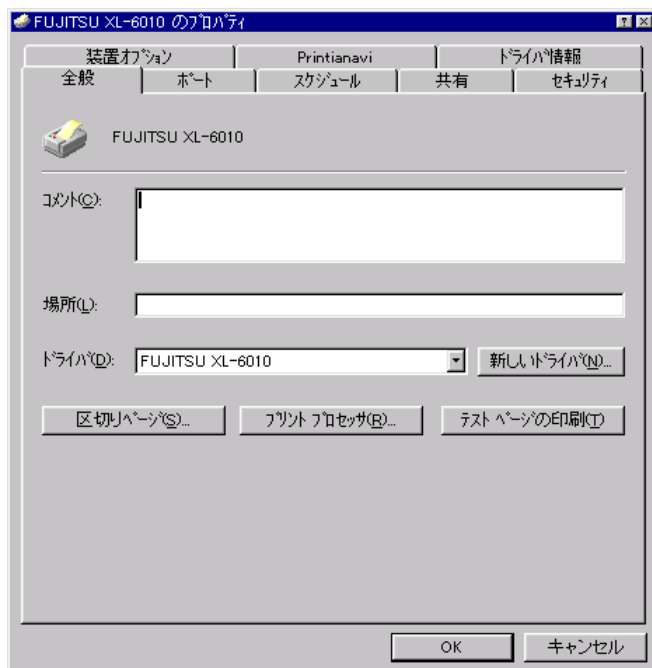 FUJITSU XL-6010 のﾌﾟﾛﾊﾟﾃｨ
装置ｵﾌﾟｼｮﾝ
Printianavi
ﾄﾞﾗｲﾊﾞ情報
全般
ﾎﾟｰﾄ
ｽｹｼﾞｭｰﾙ
共有
ｾｷｭﾘﾃｨ
FUJITSU XL-6010
ｺﾒﾝﾄ(C):
場所(L):
ﾄﾞﾗｲﾊﾞ(D):
FUJITSU XL-6010
新しいﾄﾞﾗｲﾊﾞ(N)...
区切りﾍﾟｰｼﾞ(S)...
ﾌﾟﾘﾝﾄ ﾌﾟﾛｾｯｻ(R)...
ﾃｽﾄ ﾍﾟｰｼﾞの印刷(T)
OK
キャンセル